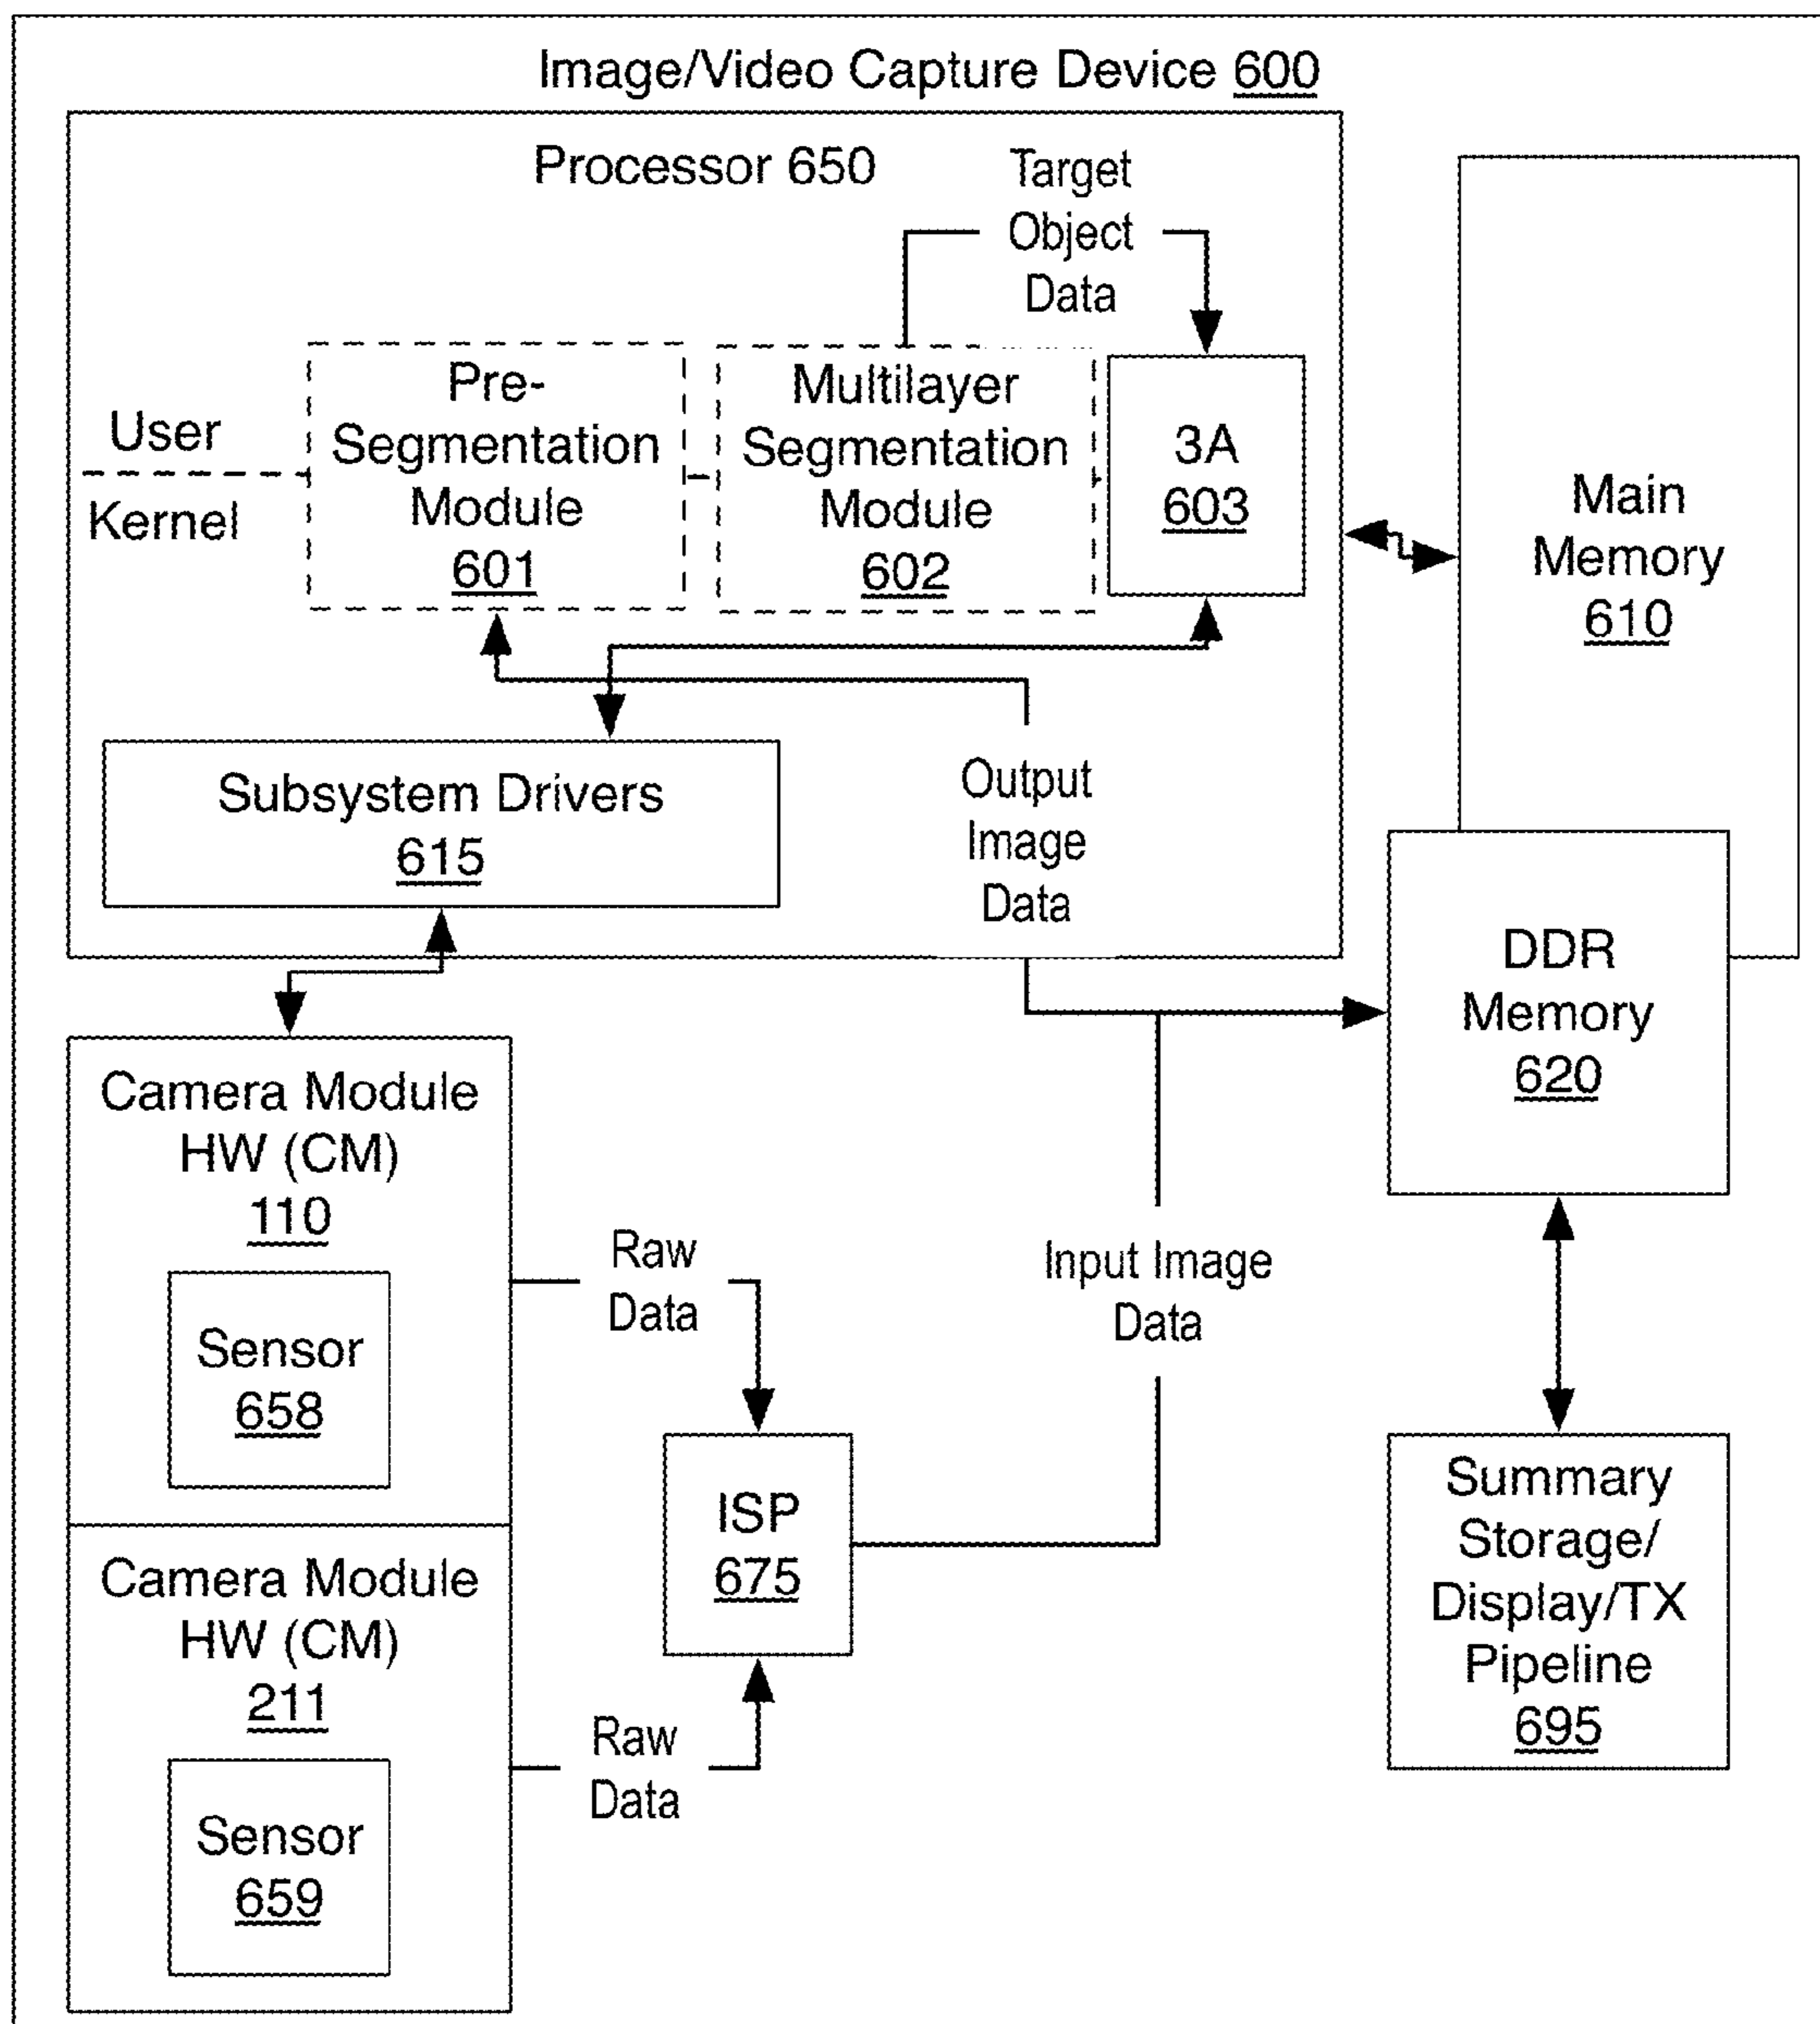 Image/Video Capture Device 600
Processor 650
Target
Object
Data
Pre-
Segmentation
Module
601
Multilayer
Segmentation
Module
602
3A
603
User
Kernel
Main
Memory
610
Subsystem Drivers
615
Output
Image
Data
DDR
Memory
620
Camera Module
HW (CM)
110
Sensor
658
Raw
Data
Input Image
Data
ISP
675
Summary
Storage/
Display/TX
Pipeline
695
Camera Module
HW (CM)
211
Sensor
659
Raw
Data